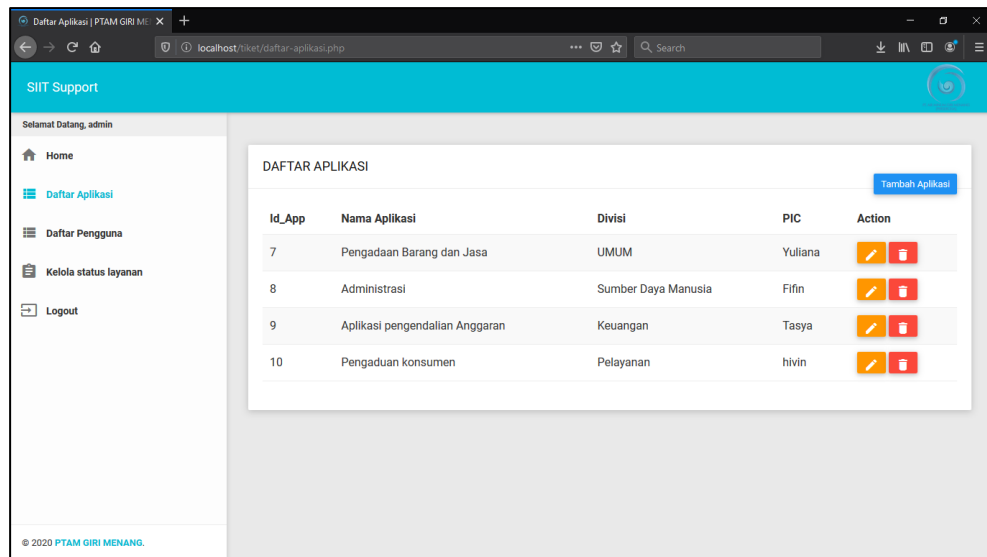 Daftar Aplikasi | PTAM GIRI ME
localhost/tiket/daftar-aplikasi.php
Search
SIIT Support
Selamat Datang, admin
Home
Daftar Aplikasi
Daftar Pengguna
Kelola status layanan
Logout
DAFTAR APLIKASI
Tambah Aplikasi
Id_App Nama Aplikasi Divisi PIC Action
7 Pengadaan Barang dan Jasa UMUM Yuliana
8 Administrasi Sumber Daya Manusia Fifin
9 Aplikasi pengendalian Anggaran Keuangan Tasya
10 Pengaduan konsumen Pelayanan hivin
© 2020 PTAM GIRI MENANG.